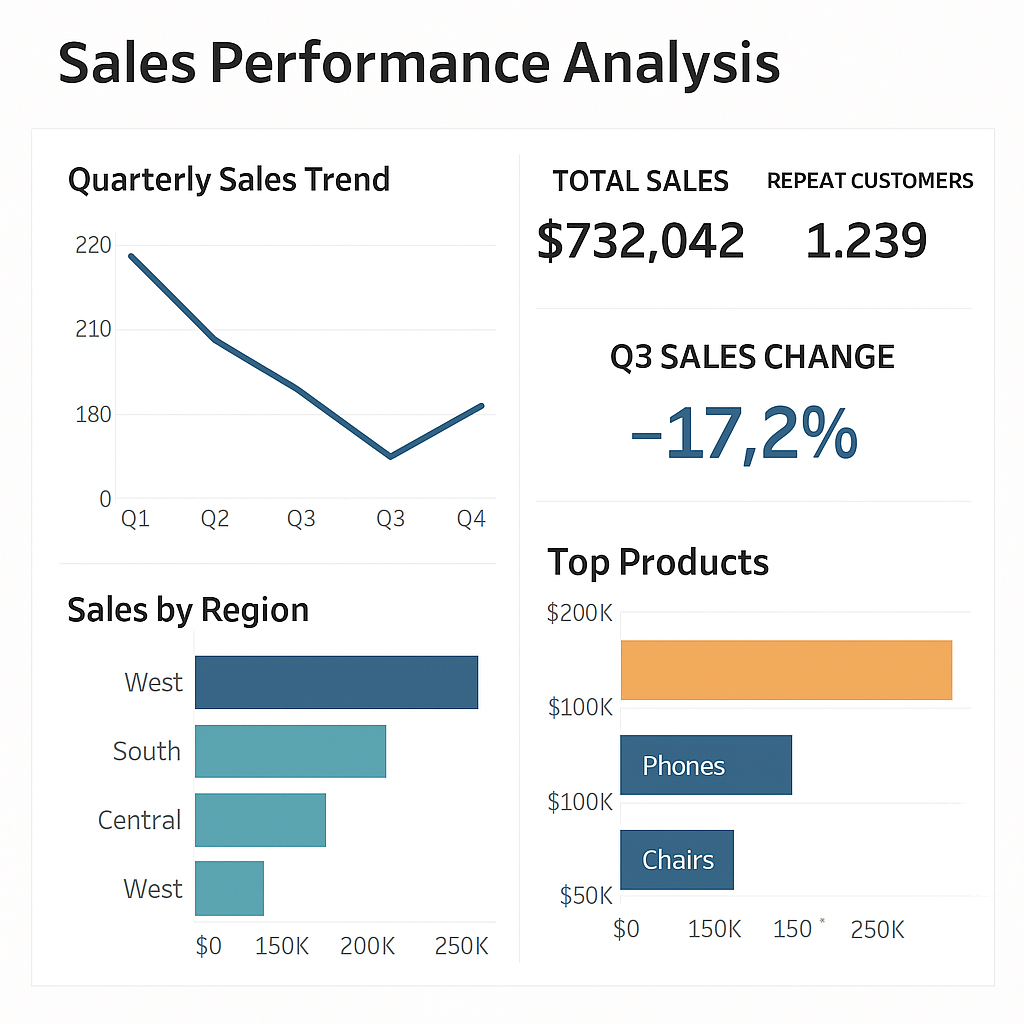 Sales Performance Analysis
Quarterly Sales Trend
220
210
180
0
Q1 Q2 Q3 Q3 Q4
TOTAL SALES
$732,042
REPEAT CUSTOMERS
1.239
Q3 SALES CHANGE
–17,2%
Sales by Region
West
South
Central
West
$0 150K 200K 250K
Top Products
$200K
$100K
Phones
$100K
Chairs
$50K
$0 150K 150 * 250K